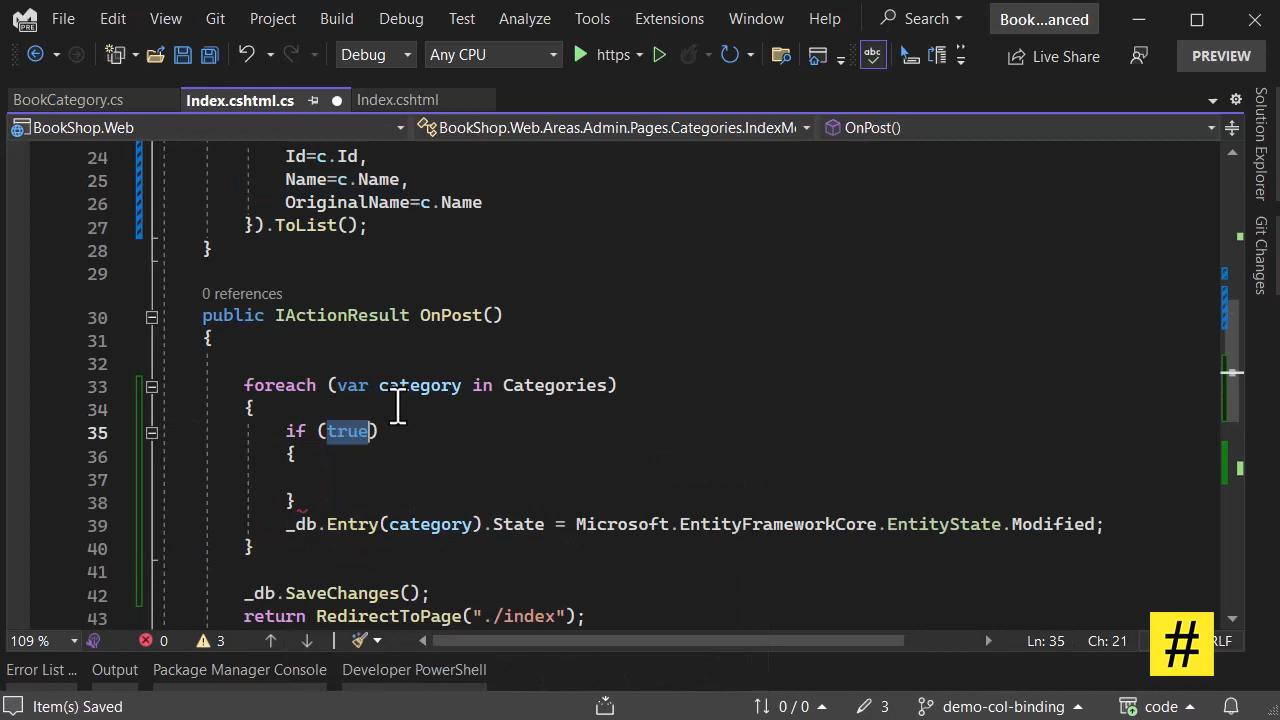 File Edit View Git Project Build Debug Test Analyze Tools Extensions Window Help Search Book...anced
Debug Any CPU https abc Live Share PREVIEW
BookCategory.cs Index.cshtml.cs Index.cshtml
BookShop.Web BookShop.Web.Areas.Admin.Pages.Categories.IndexMo OnPost()
24 Id=c.Id,
25 Name=c.Name,
26 OriginalName=c.Name
27 }).ToList();
28 }
29
0 references
30 public IActionResult OnPost()
31 {
32
33 foreach (var category in Categories)
34 {
35 if (true)
36 {
37
38 }
39 _db.Entry(category).State = Microsoft.EntityFrameworkCore.EntityState.Modified;
40 }
41
42 _db.SaveChanges();
43 return RedirectToPage("./index");
109 % 0 3 Ln: 35 Ch: 21 RLF
#
Error List ... Output Package Manager Console Developer PowerShell
Item(s) Saved 0 / 0 3 demo-col-binding code
Solution Explorer
Git Changes